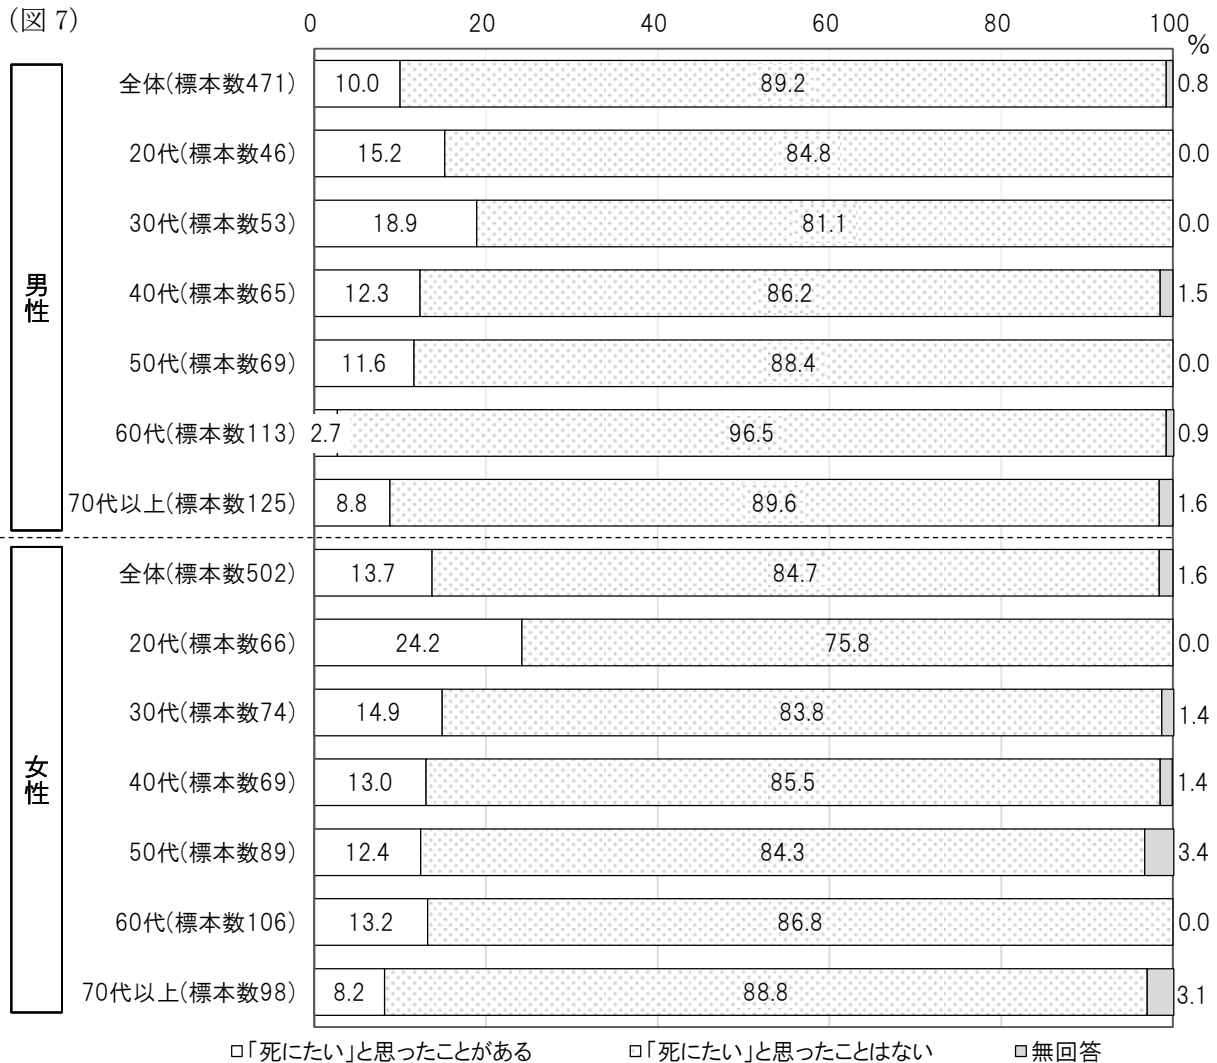 (図 7)
0 20 40 60 80 100
%
男性
全体(標本数471) 10.0 89.2 0.8
20代(標本数46) 15.2 84.8 0.0
30代(標本数53) 18.9 81.1 0.0
40代(標本数65) 12.3 86.2 1.5
50代(標本数69) 11.6 88.4 0.0
60代(標本数113) 2.7 96.5 0.9
70代以上(標本数125) 8.8 89.6 1.6
女性
全体(標本数502) 13.7 84.7 1.6
20代(標本数66) 24.2 75.8 0.0
30代(標本数74) 14.9 83.8 1.4
40代(標本数69) 13.0 85.5 1.4
50代(標本数89) 12.4 84.3 3.4
60代(標本数106) 13.2 86.8 0.0
70代以上(標本数98) 8.2 88.8 3.1
「死にたい」と思ったことがある 「死にたい」と思ったことはない 無回答